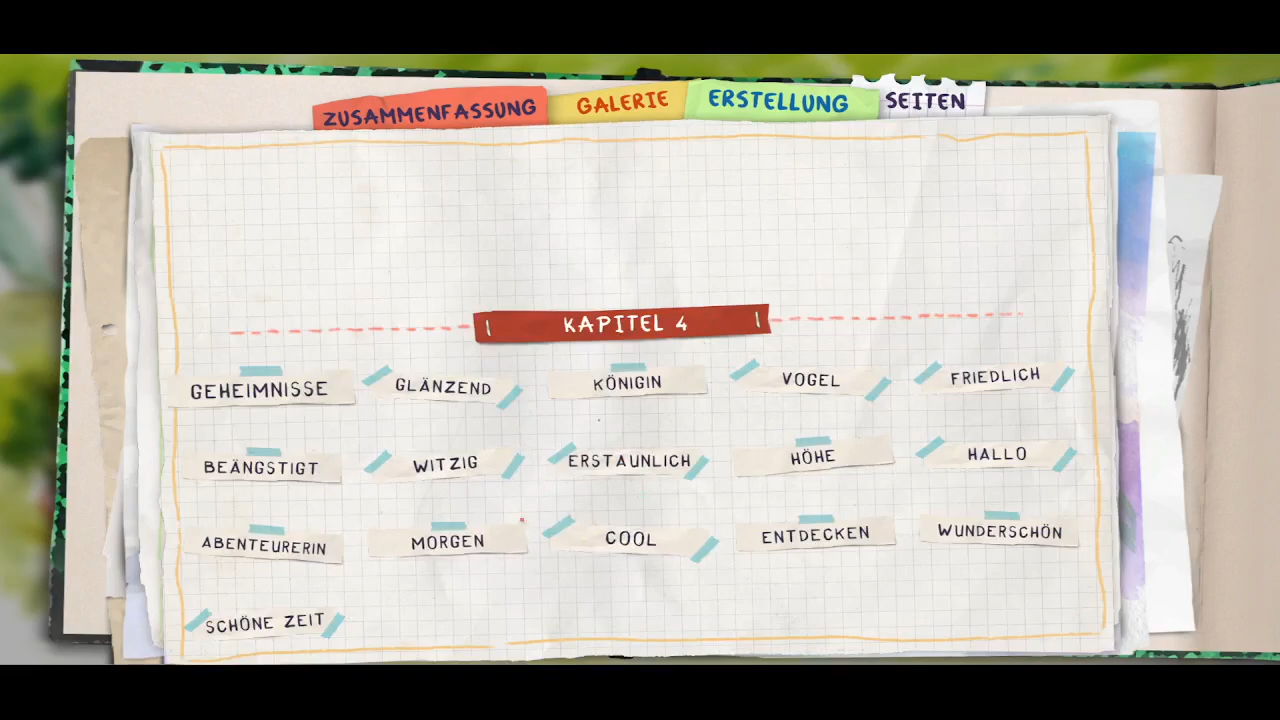 ZUSAMMENFASSUNG GALERIE ERSTELLUNG SEITEN
KAPITEL 4
GEHEIMNISSE GLÄNZEND KÖNIGIN VOGEL FRIEDLICH
BEÄNGSTIGT WITZIG ERSTAUNLICH HÖHE HALLO
ABENTEURERIN MORGEN COOL ENTDECKEN WUNDERSCHÖN
SCHÖNE ZEIT